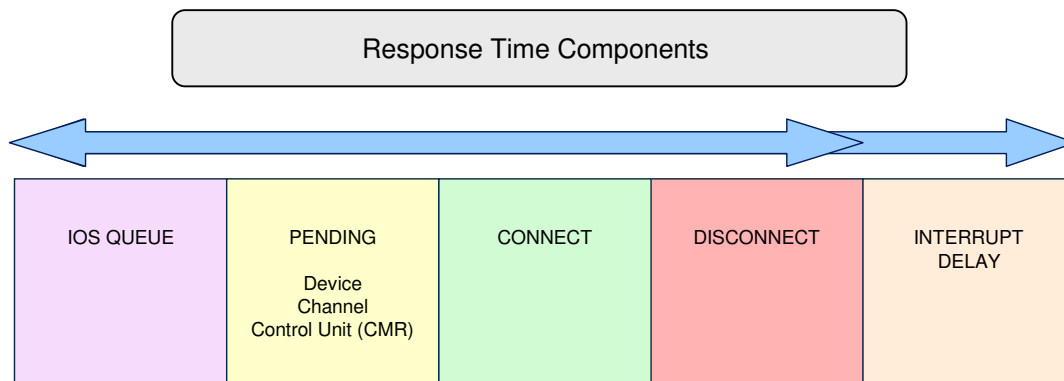 Response Time Components
IOS QUEUE
PENDING
Device
Channel
Control Unit (CMR)
CONNECT
DISCONNECT
INTERRUPT
DELAY